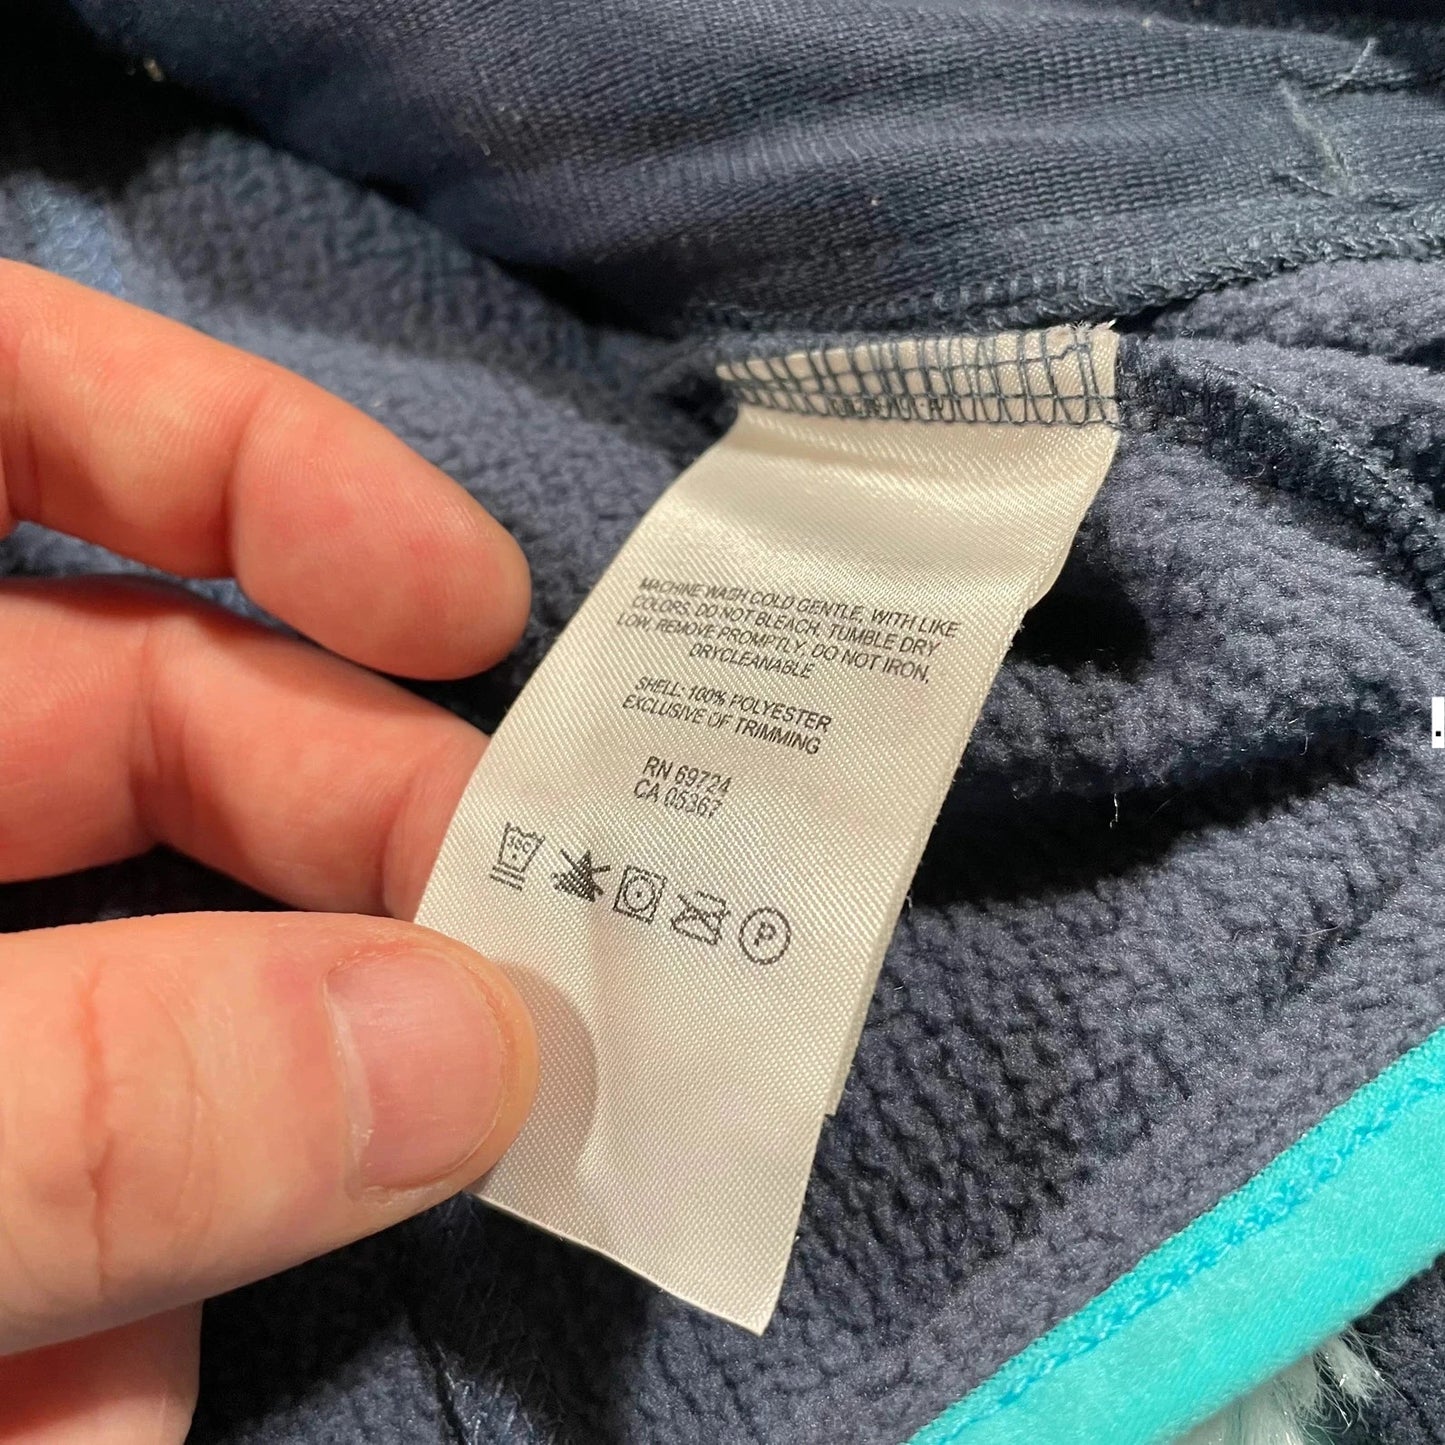 MACHINE WASH COLD GENTLE, WITH LIKE
COLORS. DO NOT BLEACH. TUMBLE DRY
LOW, REMOVE PROMPTLY. DO NOT IRON.
DRYCLEANABLE
SHELL: 100% POLYESTER
EXCLUSIVE OF TRIMMING
RN 69724
CA 05367
P